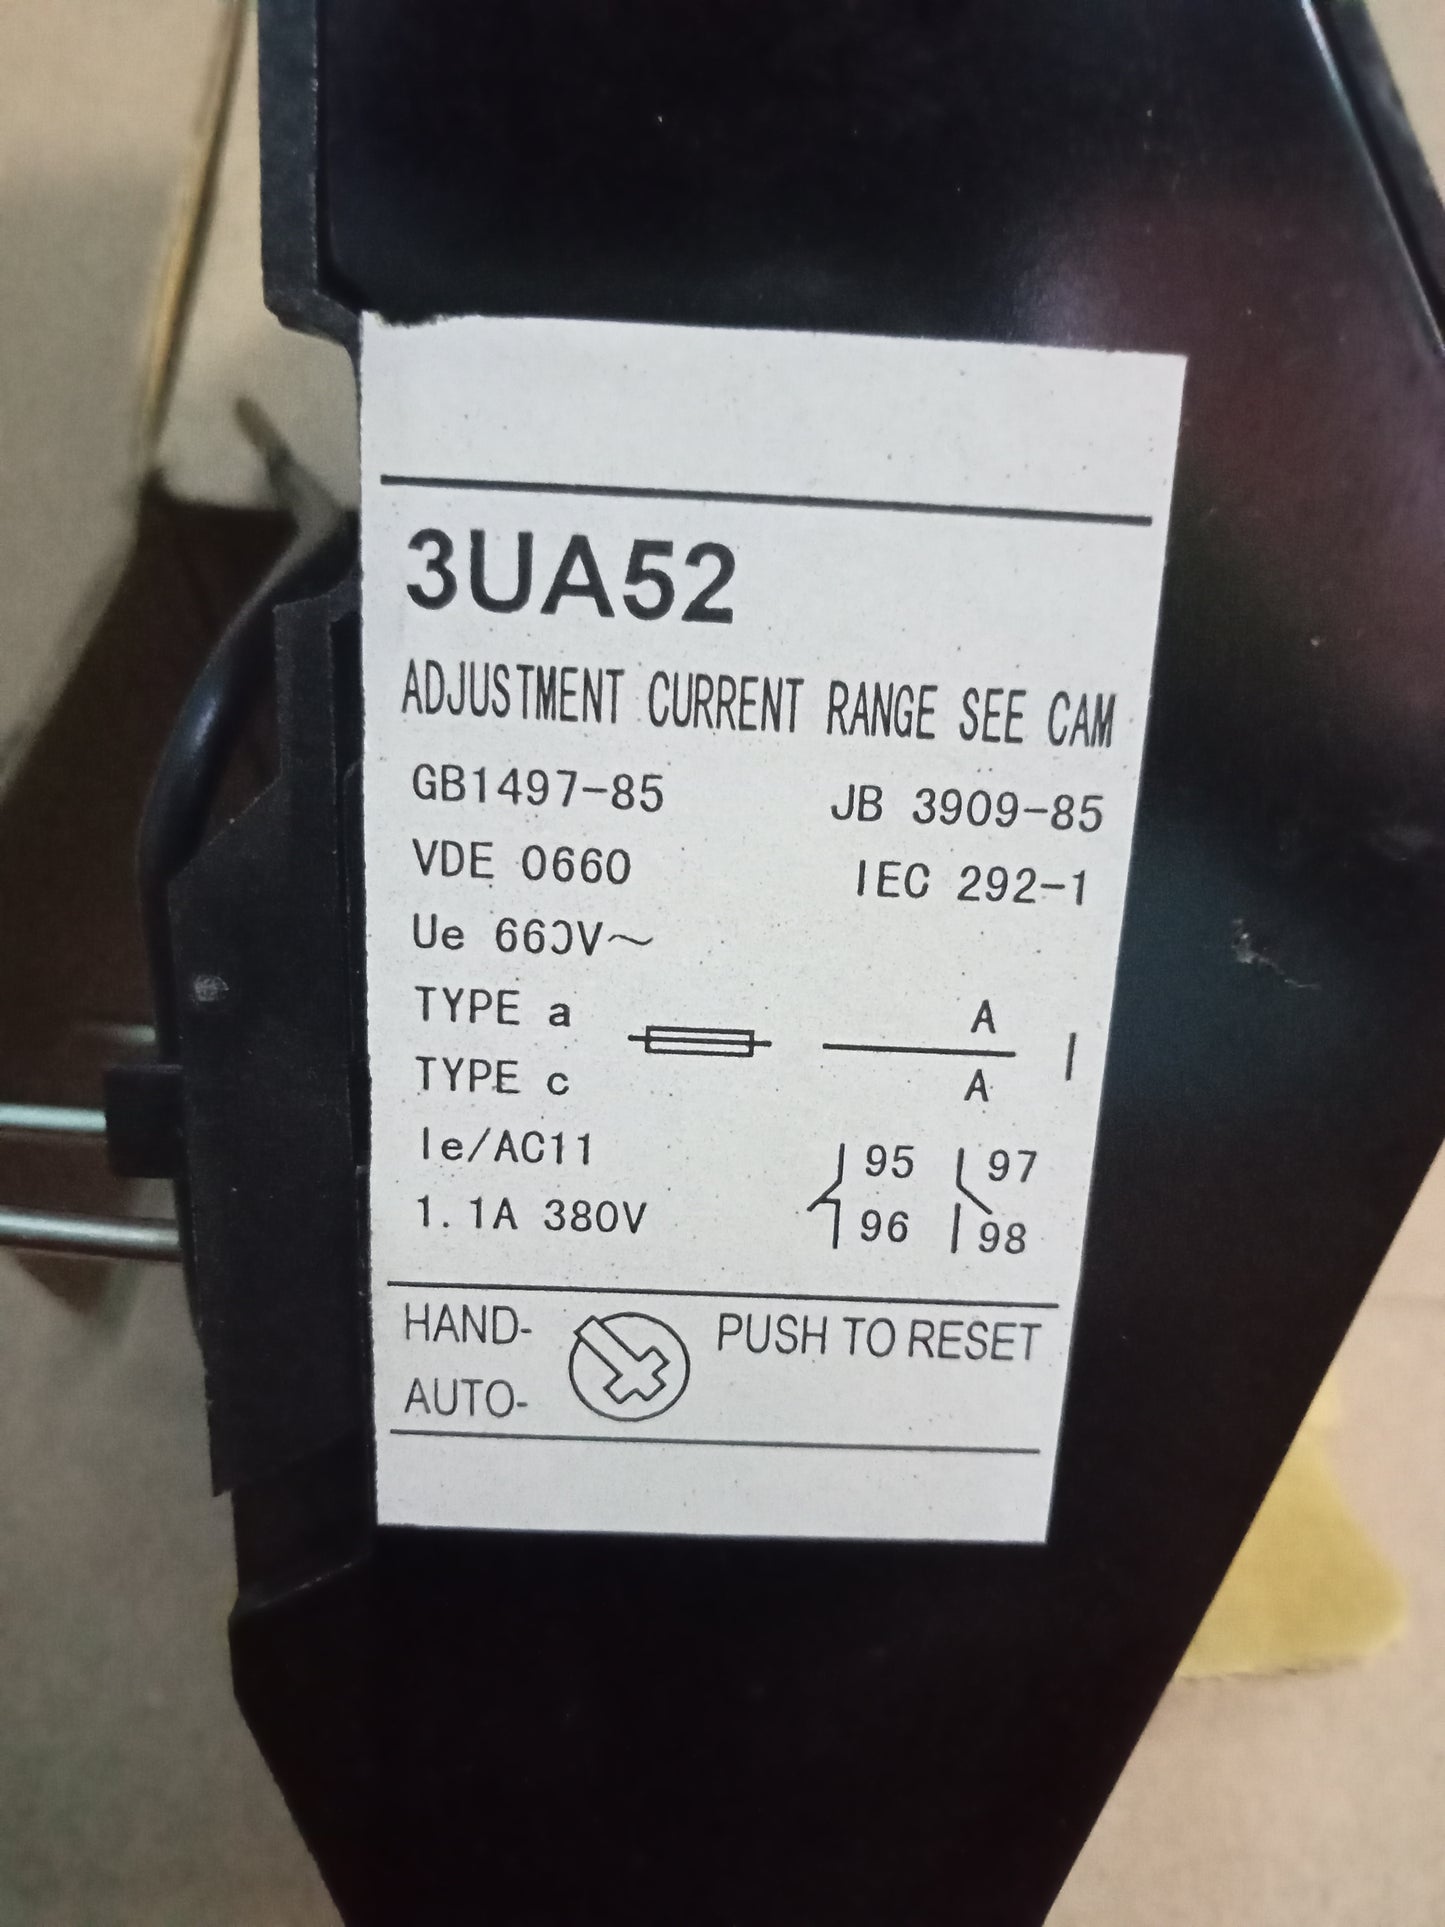 3UA52
ADJUSTMENT CURRENT RANGE SEE CAM
GB1497-85 JB 3909-85
VDE 0660 IEC 292-1
Ue 660V~
TYPE a A
TYPE c A
Ie/AC11 95 97
1.1A 380V 96 98
HAND- PUSH TO RESET
AUTO-